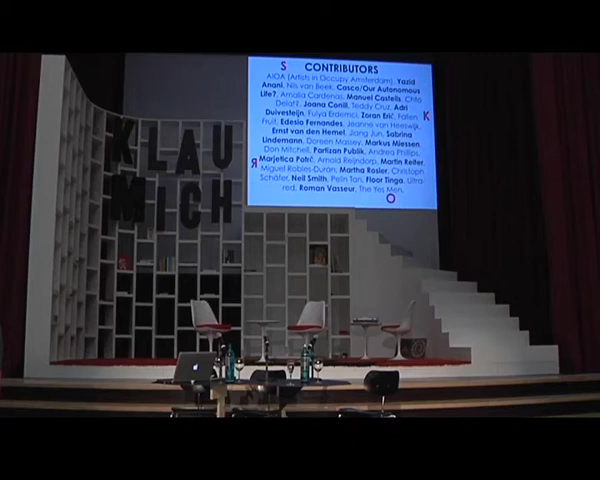 S CONTRIBUTORS
AIOA (Artists in Occupy Amsterdam), Yazid
Anani, Nils van Beek, Casco/Our Autonomous
Life?, Amalia Cardenas, Manuel Castells, Chto
Delat?, Joana Conill, Teddy Cruz, Adri
Duivesteijn, Fulya Erdemci, Zoran Erić, Fallen
K
Fruit, Edesio Fernandes, Jeanne van Heeswijk,
Ernst van den Hemel, Jiang Jun, Sabrina
Lindemann, Doreen Massey, Markus Miessen,
Don Mitchell, Partizan Publik, Andrea Phillips,
Я Marjetica Potrč, Arnold Reijndorp, Martin Reiter,
Miguel Robles-Durán, Martha Rosler, Christoph
Schäfer, Neil Smith, Pelin Tan, Floor Tinga, Ultra-
red, Roman Vasseur, The Yes Men.
O
KLAU
MICH